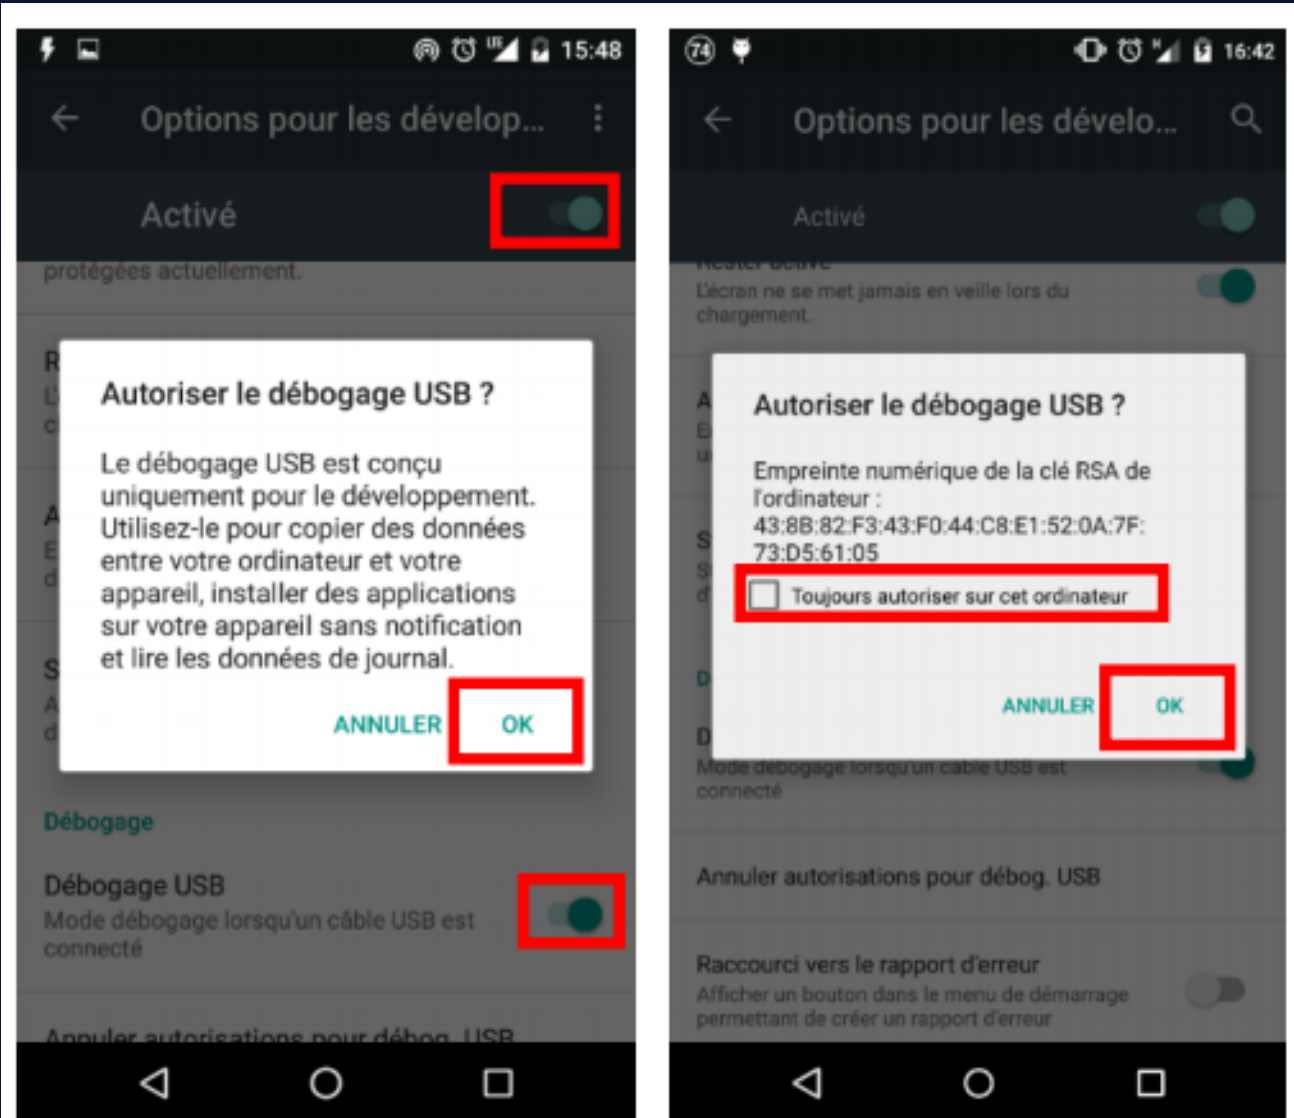 15:48
Options pour les dévelop...
Activé
protégées actuellement.
Autoriser le débogage USB ?
Le débogage USB est conçu
uniquement pour le développement.
Utilisez-le pour copier des données
entre votre ordinateur et votre
appareil, installer des applications
sur votre appareil sans notification
et lire les données de journal.
ANNULER OK
Débogage
Débogage USB
Mode débogage lorsqu'un câble USB est
connecté
Annuler autorisations pour débog. USB
74 16:42
Options pour les dévelo...
Activé
Rester activé
L'écran ne se met jamais en veille lors du
chargement.
Autoriser le débogage USB ?
Empreinte numérique de la clé RSA de
l'ordinateur :
43:8B:82:F3:43:F0:44:C8:E1:52:0A:7F:
73:D5:61:05
Toujours autoriser sur cet ordinateur
ANNULER OK
Mode débogage lorsqu'un câble USB est
connecté
Annuler autorisations pour débog. USB
Raccourci vers le rapport d'erreur
Afficher un bouton dans le menu de démarrage
permettant de créer un rapport d'erreur